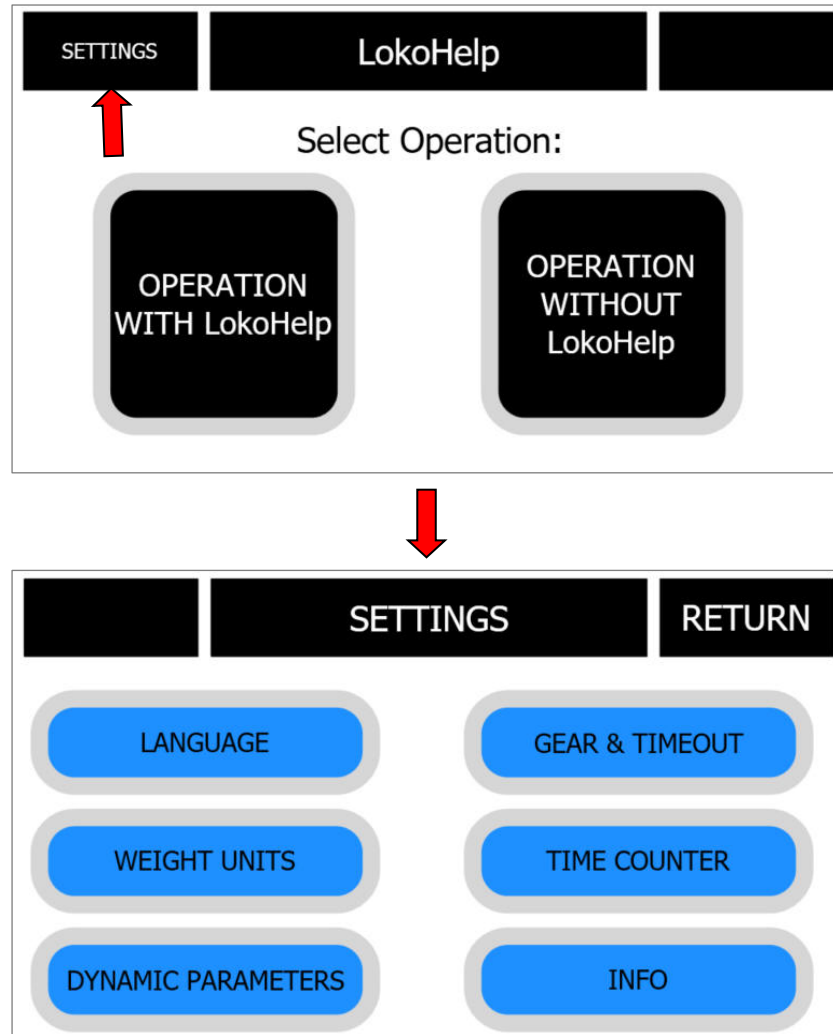 SETTINGS
LokoHelp
Select Operation:
OPERATION
WITH LokoHelp
OPERATION
WITHOUT
LokoHelp
SETTINGS
RETURN
LANGUAGE
GEAR & TIMEOUT
WEIGHT UNITS
TIME COUNTER
DYNAMIC PARAMETERS
INFO